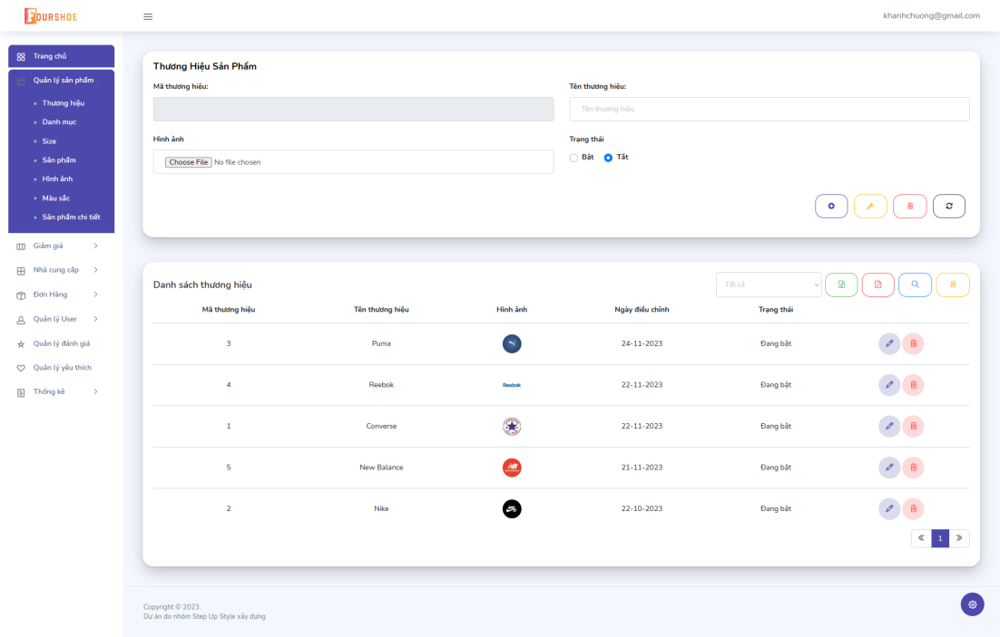 FOURSHOE
khanhchuong@gmail.com
Trang chủ
Quản lý sản phẩm
Thương hiệu
Danh mục
Size
Sản phẩm
Hình ảnh
Màu sắc
Sản phẩm chi tiết
Giảm giá
Nhà cung cấp
Đơn Hàng
Quản lý User
Quản lý đánh giá
Quản lý yêu thích
Thống kê
Thương Hiệu Sản Phẩm
Mã thương hiệu:
Tên thương hiệu:
Tên thương hiệu
Hình ảnh
Trạng thái
Choose File No file chosen
Bật Tắt
Danh sách thương hiệu
Tất cả
Mã thương hiệu Tên thương hiệu Hình ảnh Ngày điều chỉnh Trạng thái
3 Puma 24-11-2023 Đang bật
4 Reebok Reebok 22-11-2023 Đang bật
1 Converse 22-11-2023 Đang bật
5 New Balance 21-11-2023 Đang bật
2 Nike 22-10-2023 Đang bật
« 1 »
Copyright © 2023.
Dự án do nhóm Step Up Style xây dựng